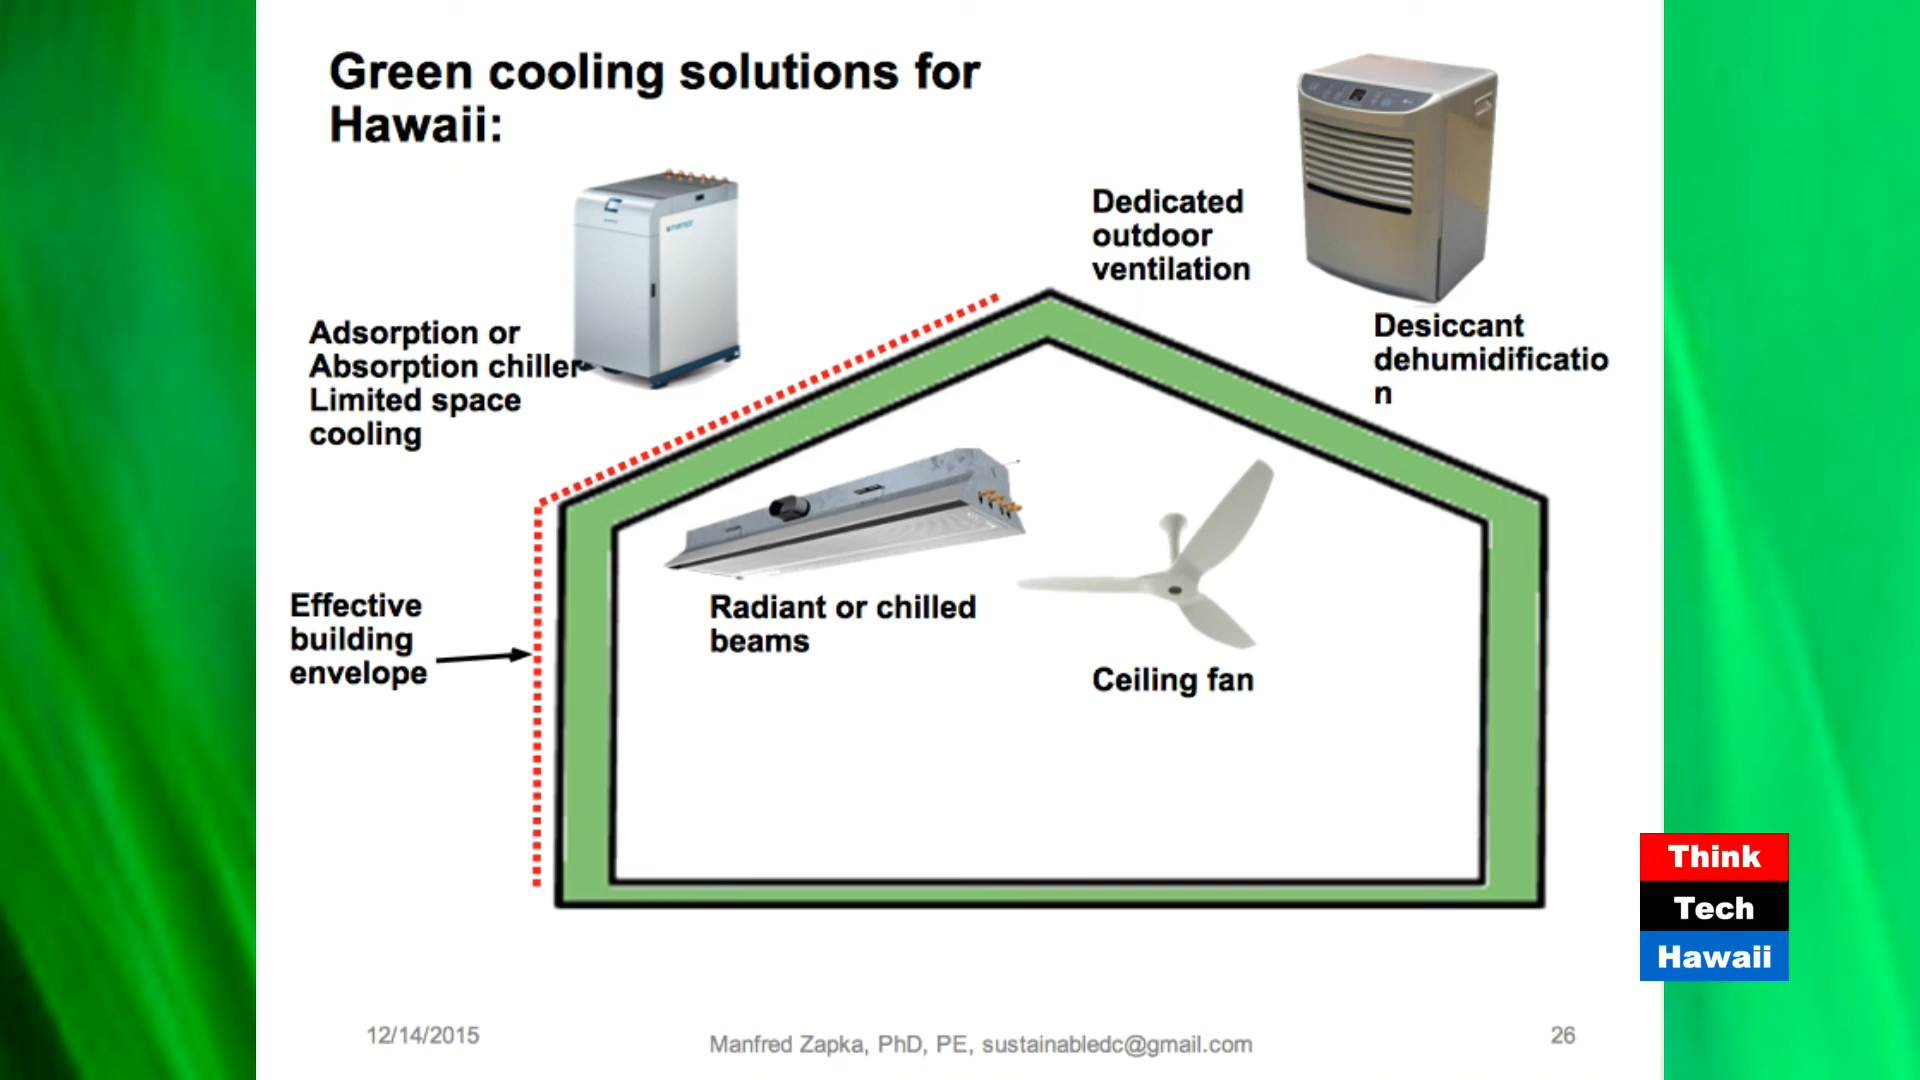 Green cooling solutions for
Hawaii:
Dedicated
outdoor
ventilation
Adsorption or
Absorption chiller
Limited space
cooling
Desiccant
dehumidificatio
n
Effective
building
envelope
Radiant or chilled
beams
Ceiling fan
Think
Tech
Hawaii
12/14/2015
Manfred Zapka, PhD, PE, sustainabledc@gmail.com
26